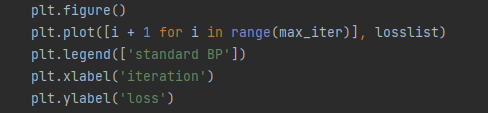 plt.figure()
plt.plot([i + 1 for i in range(max_iter)], losslist)
plt.legend(['standard BP'])
plt.xlabel('iteration')
plt.ylabel('loss')